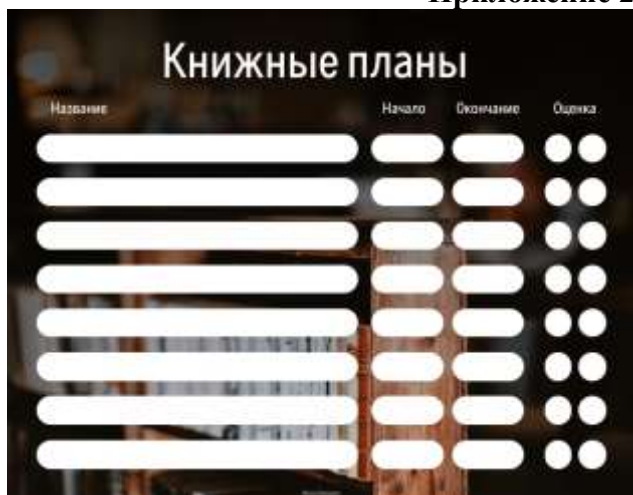 Приложение 2
Книжные планы
Название Начало Окончание Оценка